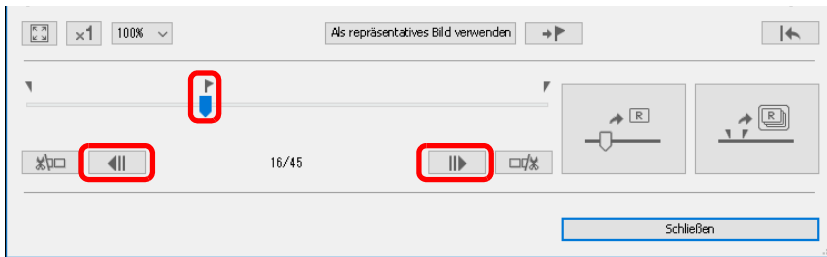 x1 100% Als repräsentatives Bild verwenden
R R
16/45
Schließen